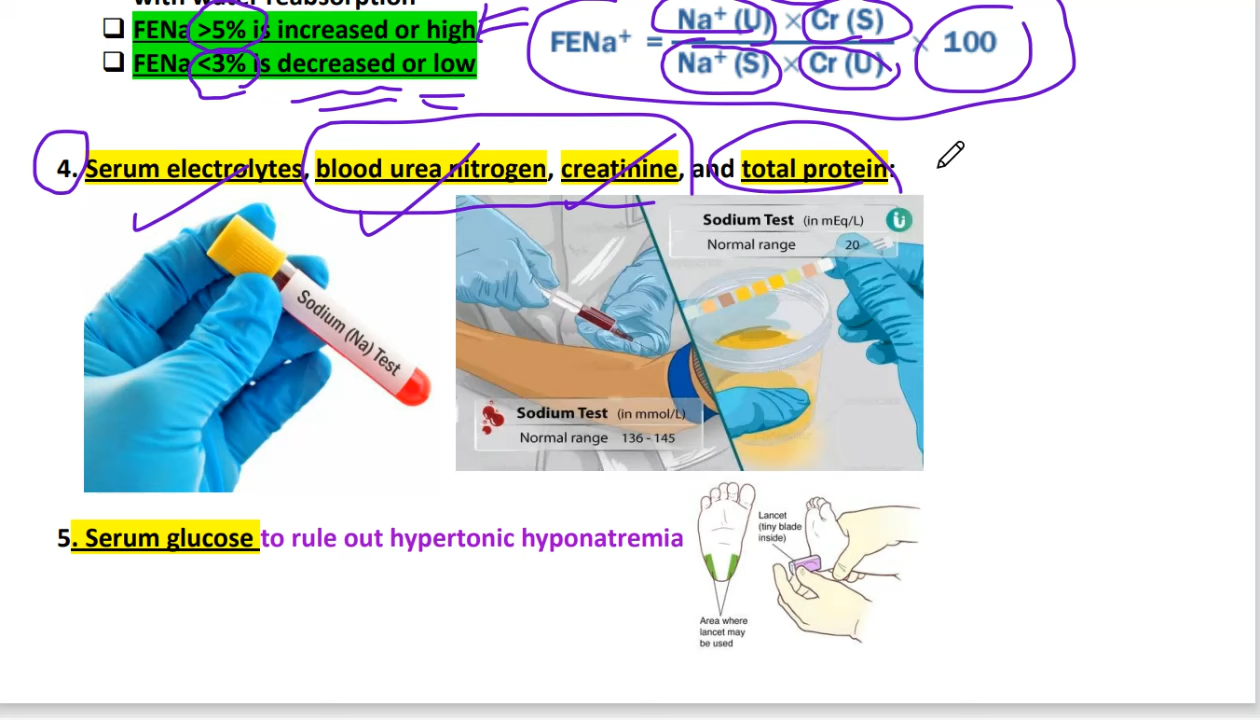 with water reabsorption
FENa >5% is increased or high
FENa <3% is decreased or low
FENa⁺ = Na⁺ (U) × Cr (S) / Na⁺ (S) × Cr (U) × 100
4. Serum electrolytes, blood urea nitrogen, creatinine, and total protein:
Sodium (Na) Test
Sodium Test (in mEq/L)
Normal range 20
Sodium Test (in mmol/L)
Normal range 136 - 145
5. Serum glucose to rule out hypertonic hyponatremia
Lancet
(tiny blade
inside)
Area where
lancet may
be used